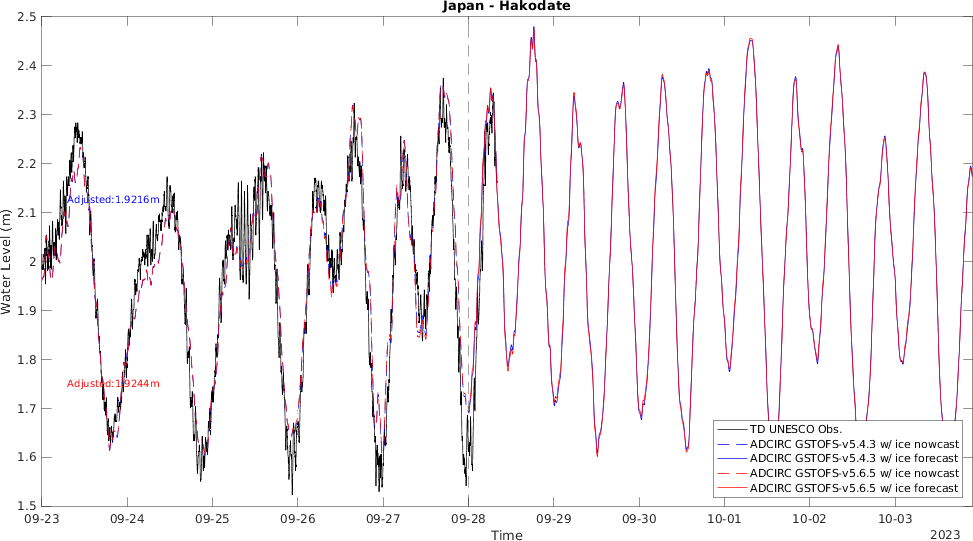 Japan - Hakodate
2.5
2.4
2.3
2.2
2.1
2
1.9
1.8
1.7
1.6
1.5
Water Level (m)
Adjusted:1.9216m
Adjusted:1.9244m
TD UNESCO Obs.
ADCIRC GSTOFS-v5.4.3 w/ ice nowcast
ADCIRC GSTOFS-v5.4.3 w/ ice forecast
ADCIRC GSTOFS-v5.6.5 w/ ice nowcast
ADCIRC GSTOFS-v5.6.5 w/ ice forecast
09-23 09-24 09-25 09-26 09-27 09-28 09-29 09-30 10-01 10-02 10-03
Time
2023